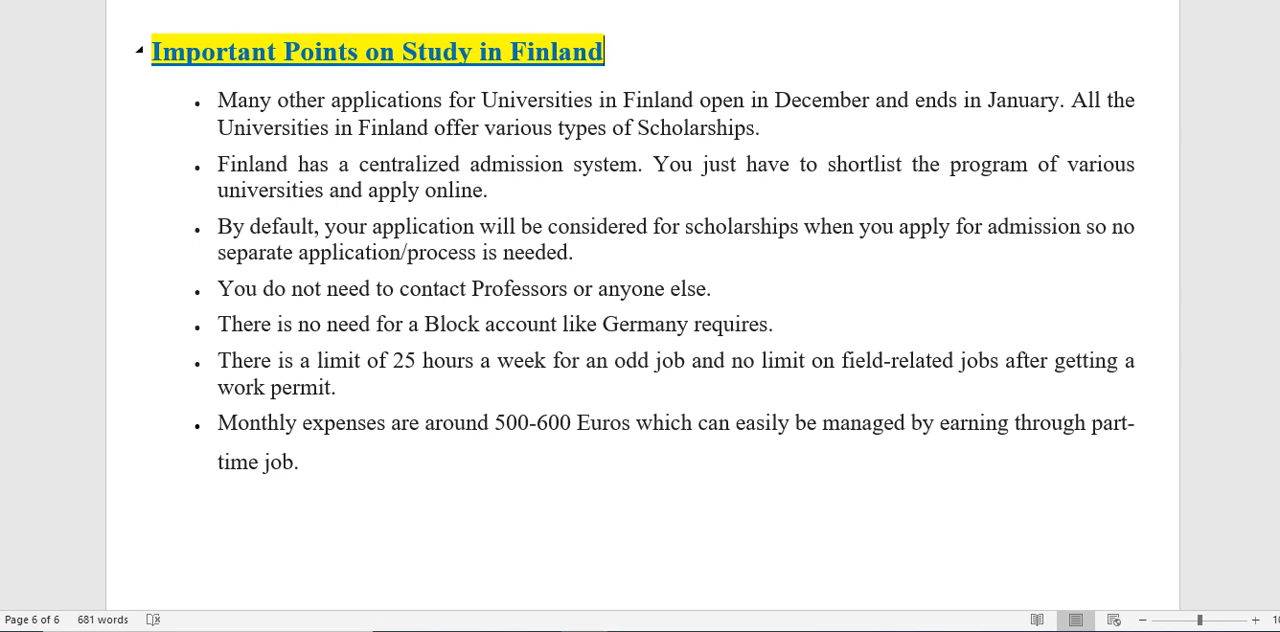 Important Points on Study in Finland
• Many other applications for Universities in Finland open in December and ends in January. All the
Universities in Finland offer various types of Scholarships.
• Finland has a centralized admission system. You just have to shortlist the program of various
universities and apply online.
• By default, your application will be considered for scholarships when you apply for admission so no
separate application/process is needed.
• You do not need to contact Professors or anyone else.
• There is no need for a Block account like Germany requires.
• There is a limit of 25 hours a week for an odd job and no limit on field-related jobs after getting a
work permit.
• Monthly expenses are around 500-600 Euros which can easily be managed by earning through part-
time job.
Page 6 of 6 681 words